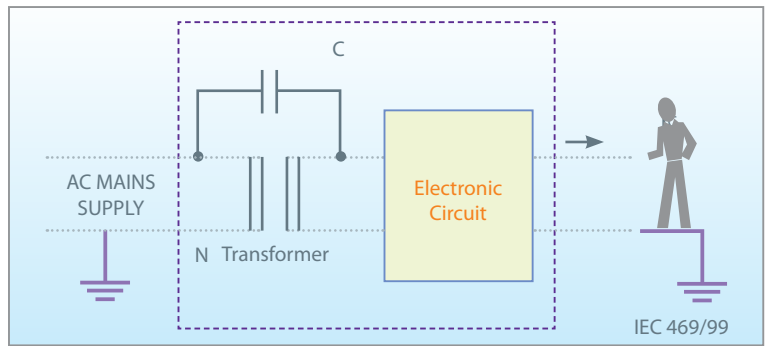 C
AC MAINS
SUPPLY
Electronic
Circuit
N Transformer
IEC 469/99